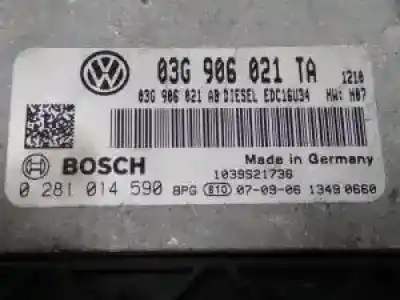 03G 906 021 TA 1210
03G 906 021 AB DIESEL EDC16U34 HW: H07
BOSCH Made in Germany
1039S21736
0 281 014 590 BPG 810 07-09-06 1349 0660